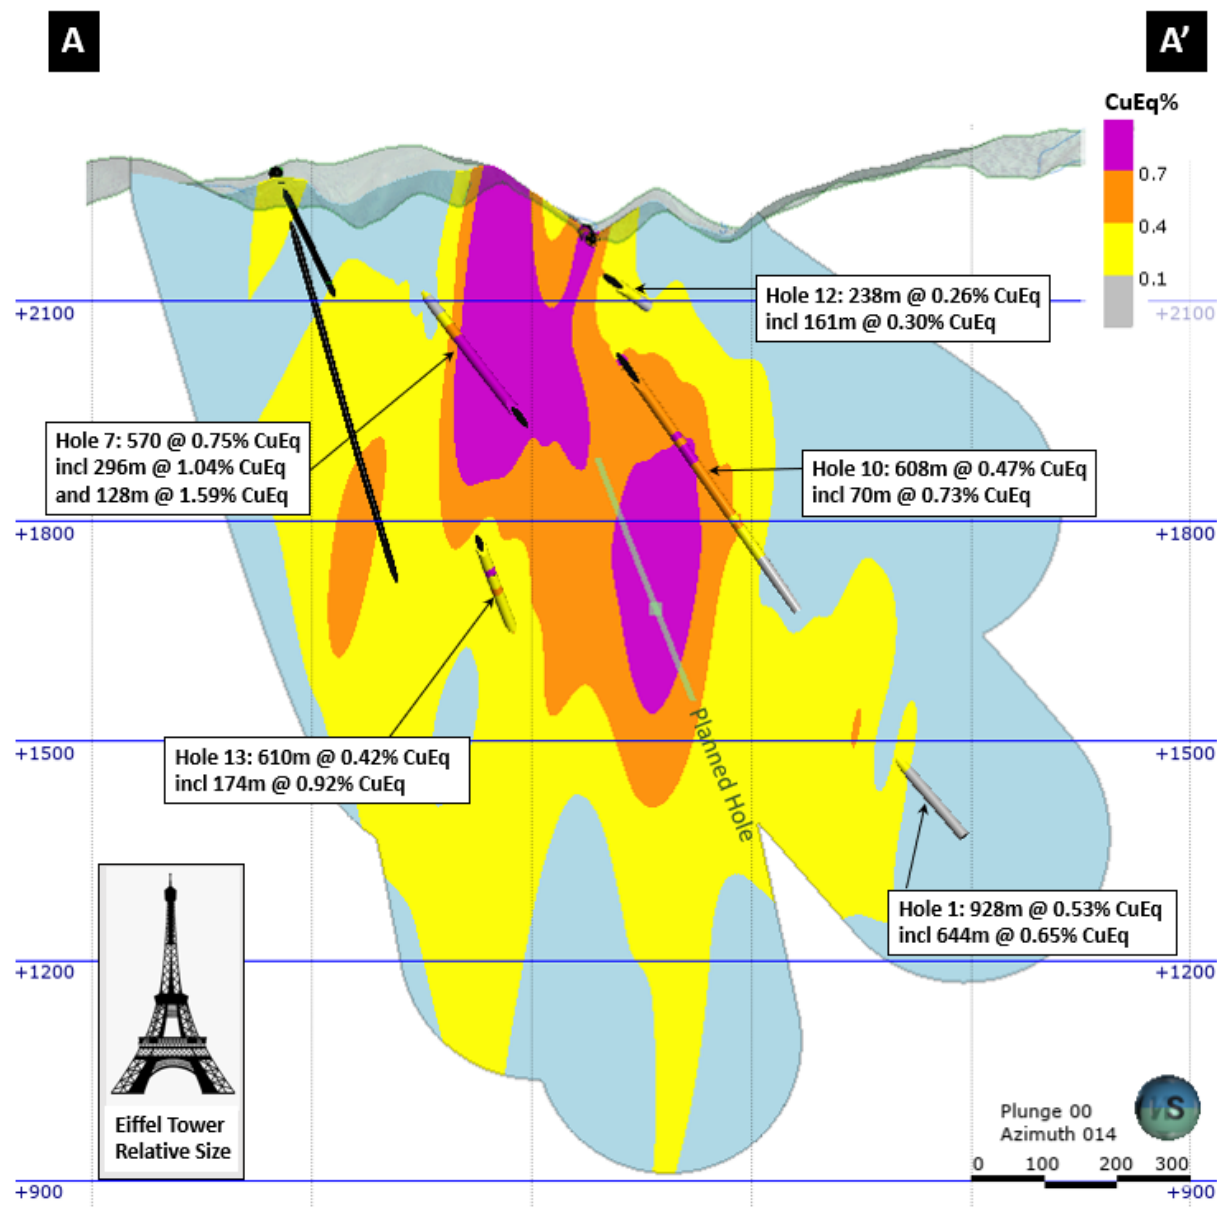 A
A’
CuEq%
0.7
0.4
0.1
+2100
+2100
Hole 12: 238m @ 0.26% CuEq
incl 161m @ 0.30% CuEq
Hole 7: 570 @ 0.75% CuEq
incl 296m @ 1.04% CuEq
and 128m @ 1.59% CuEq
Hole 10: 608m @ 0.47% CuEq
incl 70m @ 0.73% CuEq
+1800
+1800
Hole 13: 610m @ 0.42% CuEq
incl 174m @ 0.92% CuEq
Planned Hole
+1500
+1500
Hole 1: 928m @ 0.53% CuEq
incl 644m @ 0.65% CuEq
+1200
+1200
Eiffel Tower
Relative Size
Plunge 00
Azimuth 014
S
0 100 200 300
+900
+900